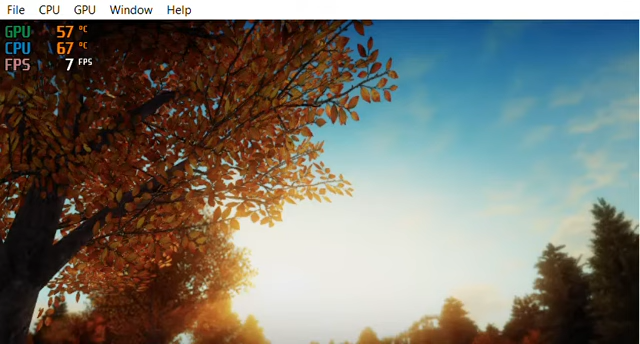 File CPU GPU Window Help
GPU 57 °C
CPU 67 °C
FPS 7 FPS